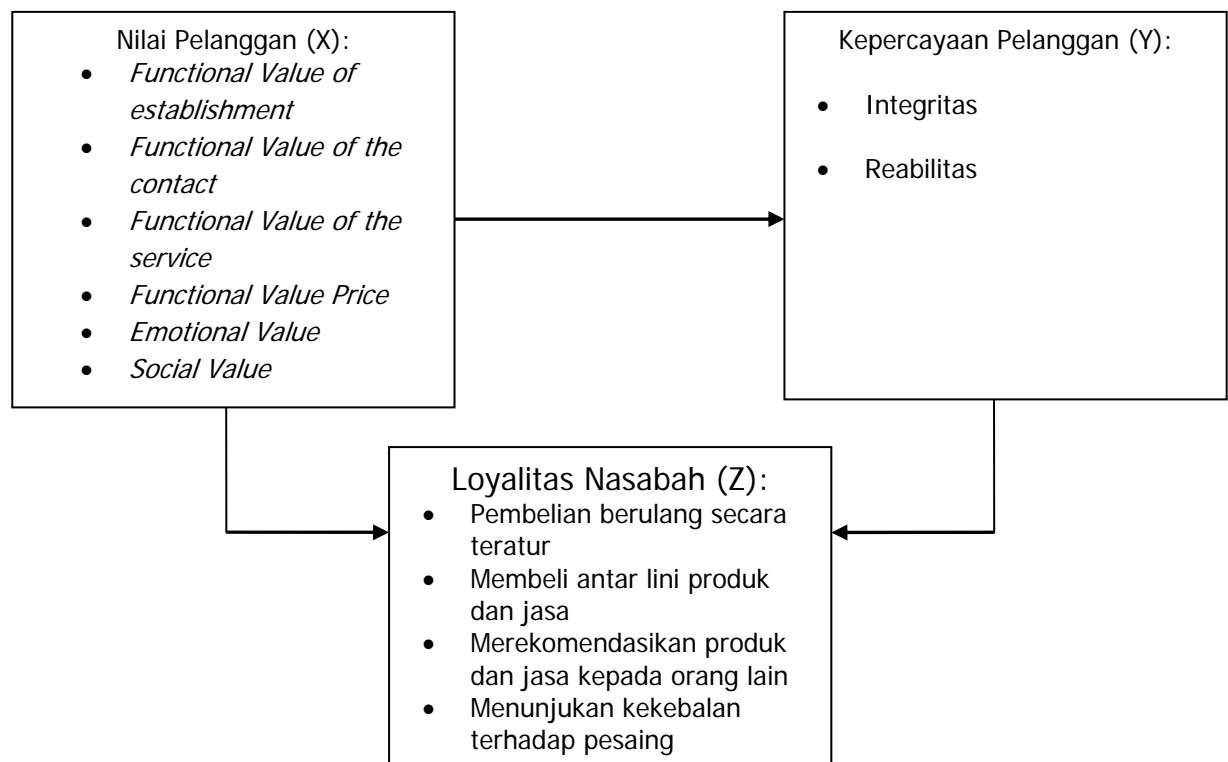 Nilai Pelanggan (X):
• Functional Value of
establishment
• Functional Value of the
contact
• Functional Value of the
service
• Functional Value Price
• Emotional Value
• Social Value
Kepercayaan Pelanggan (Y):
• Integritas
• Reabilitas
Loyalitas Nasabah (Z):
• Pembelian berulang secara
teratur
• Membeli antar lini produk
dan jasa
• Merekomendasikan produk
dan jasa kepada orang lain
• Menunjukan kekebalan
terhadap pesaing